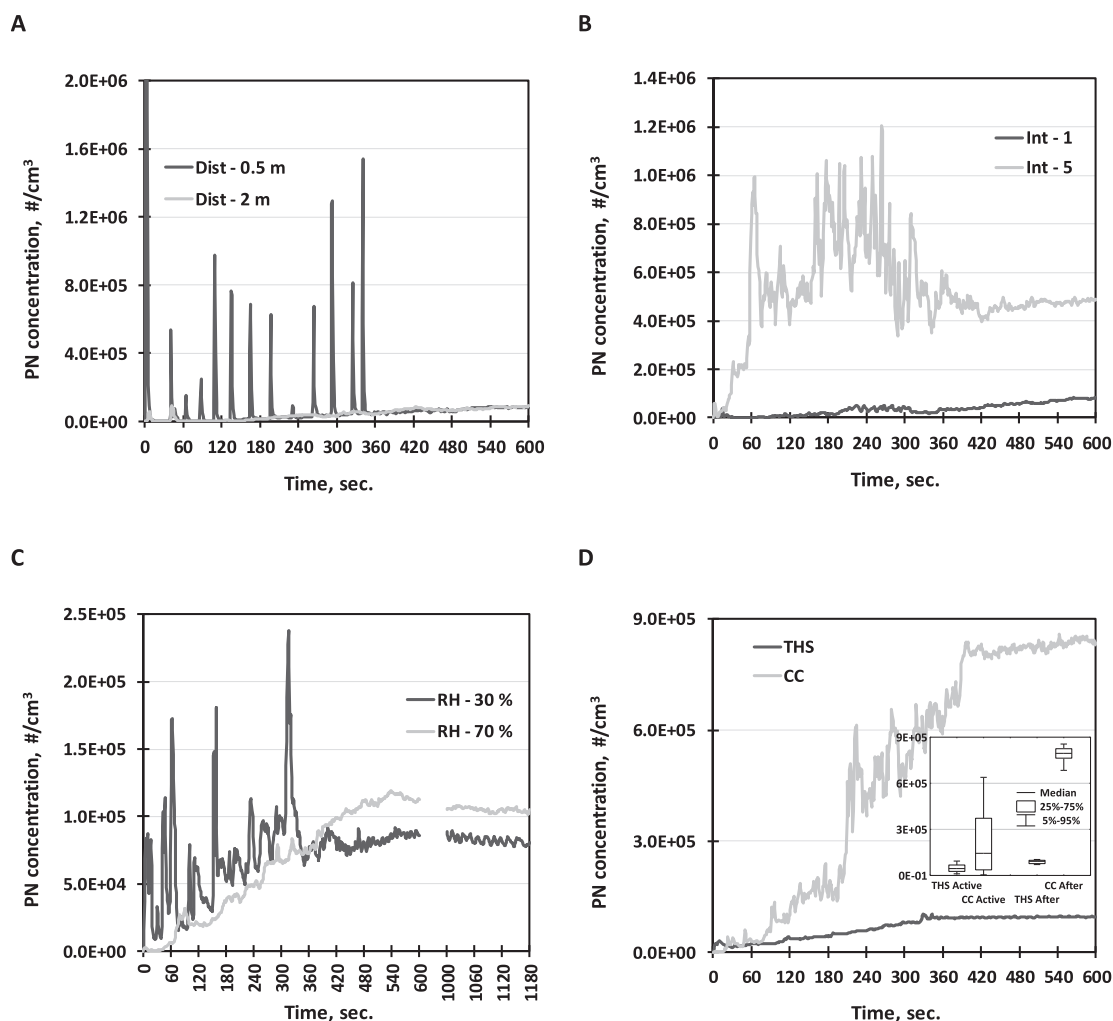 A
PN concentration, #/cm³
2.0E+06
1.6E+06
1.2E+06
8.0E+05
4.0E+05
0.0E+00
Dist - 0.5 m
Dist - 2 m
0 60 120 180 240 300 360 420 480 540 600
Time, sec.
B
PN concentration, #/cm³
1.4E+06
1.2E+06
1.0E+06
8.0E+05
6.0E+05
4.0E+05
2.0E+05
0.0E+00
Int - 1
Int - 5
0 60 120 180 240 300 360 420 480 540 600
Time, sec.
C
PN concentration, #/cm³
2.5E+05
2.0E+05
1.5E+05
1.0E+05
5.0E+04
0.0E+00
RH - 30 %
RH - 70 %
0 60 120 180 240 300 360 420 480 540 600 1060 1120 1180
Time, sec.
D
PN concentration, #/cm³
9.0E+05
6.0E+05
3.0E+05
0.0E+00
THS
CC
9E+05
6E+05
3E+05
0E-01
Median
25%-75%
5%-95%
THS Active
CC Active
THS After
CC After
0 60 120 180 240 300 360 420 480 540 600
Time, sec.